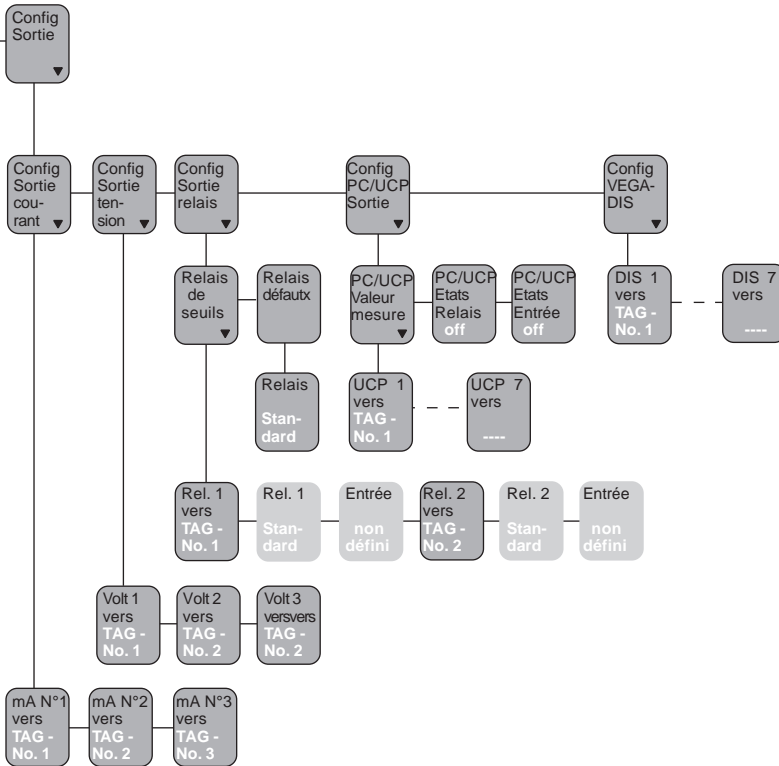 Config
Sortie
Config
Sortie
cou-
rant
Config
Sortie
ten-
sion
Config
Sortie
relais
Config
PC/UCP
Sortie
Config
VEGA-
DIS
Relais
de
seuils
Relais
défautx
PC/UCP
Valeur
mesure
PC/UCP
Etats
Relais
off
PC/UCP
Etats
Entrée
off
DIS 1
vers
TAG -
No. 1
DIS 7
vers
----
Relais
Stan-
dard
UCP 1
vers
TAG -
No. 1
UCP 7
vers
----
Rel. 1
vers
TAG -
No. 1
Rel. 1
Stan-
dard
Entrée
non
défini
Rel. 2
vers
TAG -
No. 2
Rel. 2
Stan-
dard
Entrée
non
défini
Volt 1
vers
TAG -
No. 1
Volt 2
vers
TAG -
No. 2
Volt 3
versvers
TAG -
No. 2
mA N°1
vers
TAG -
No. 1
mA N°2
vers
TAG -
No. 2
mA N°3
vers
TAG -
No. 3